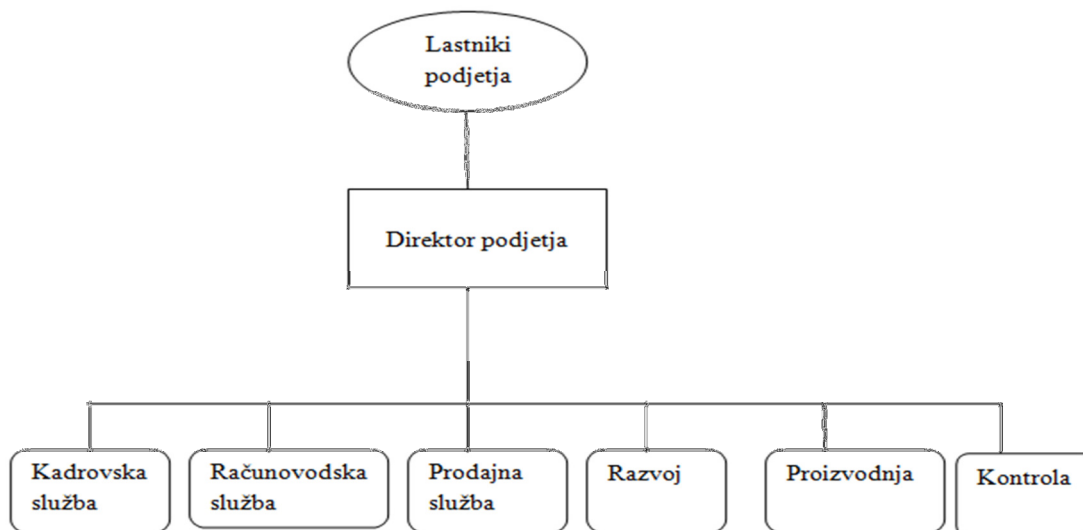 Lastniki
podjetja
Direktor podjetja
Kadrovska
služba
Računovodska
služba
Prodajna
služba
Razvoj
Proizvodnja
Kontrola